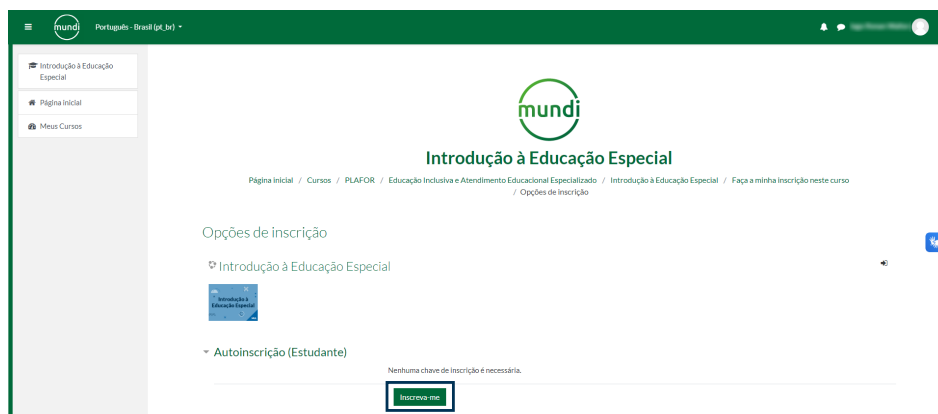 mundi
Português - Brasil (pt_br)
Introdução à Educação
Especial
Página inicial
Meus Cursos
mundi
Introdução à Educação Especial
Página inicial / Cursos / PLAFOR / Educação Inclusiva e Atendimento Educacional Especializado / Introdução à Educação Especial / Faça a minha inscrição neste curso
/ Opções de inscrição
Opções de inscrição
Introdução à Educação Especial
Introdução à
Educação Especial
Autoinscrição (Estudante)
Nenhuma chave de inscrição é necessária.
Inscreva-me